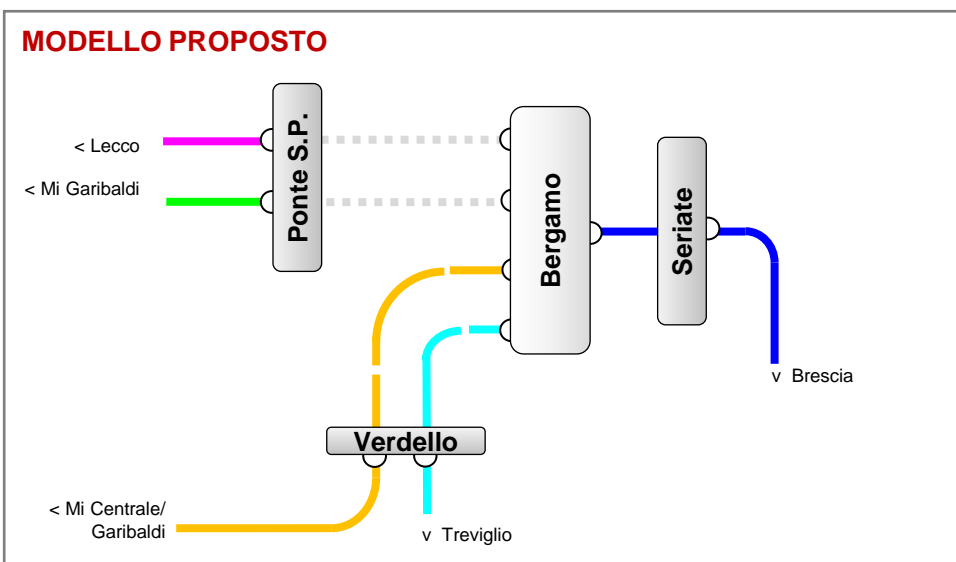 MODELLO PROPOSTO
< Lecco
< Mi Garibaldi
Ponte S.P.
Bergamo
Seriate
v Brescia
Verdello
< Mi Centrale/
Garibaldi
v Treviglio